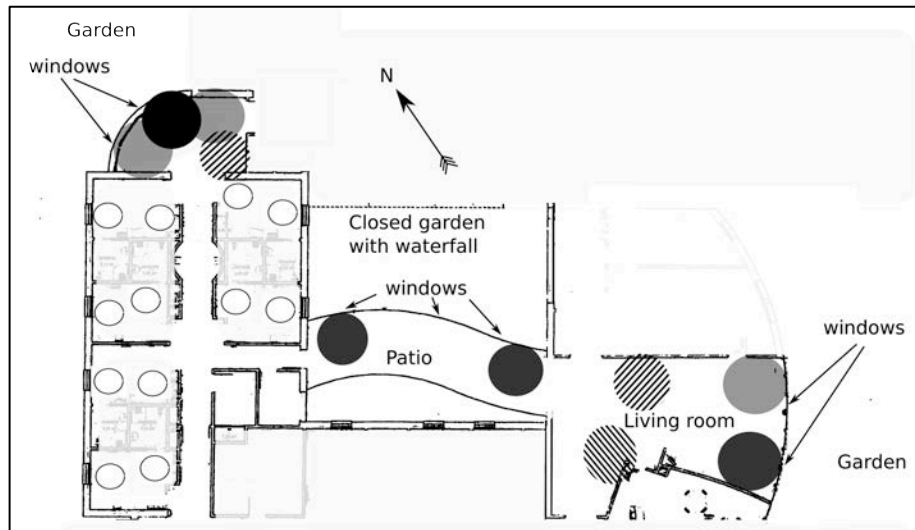 Garden
windows
N
Closed garden
with waterfall
windows
Patio
windows
Living room
Garden